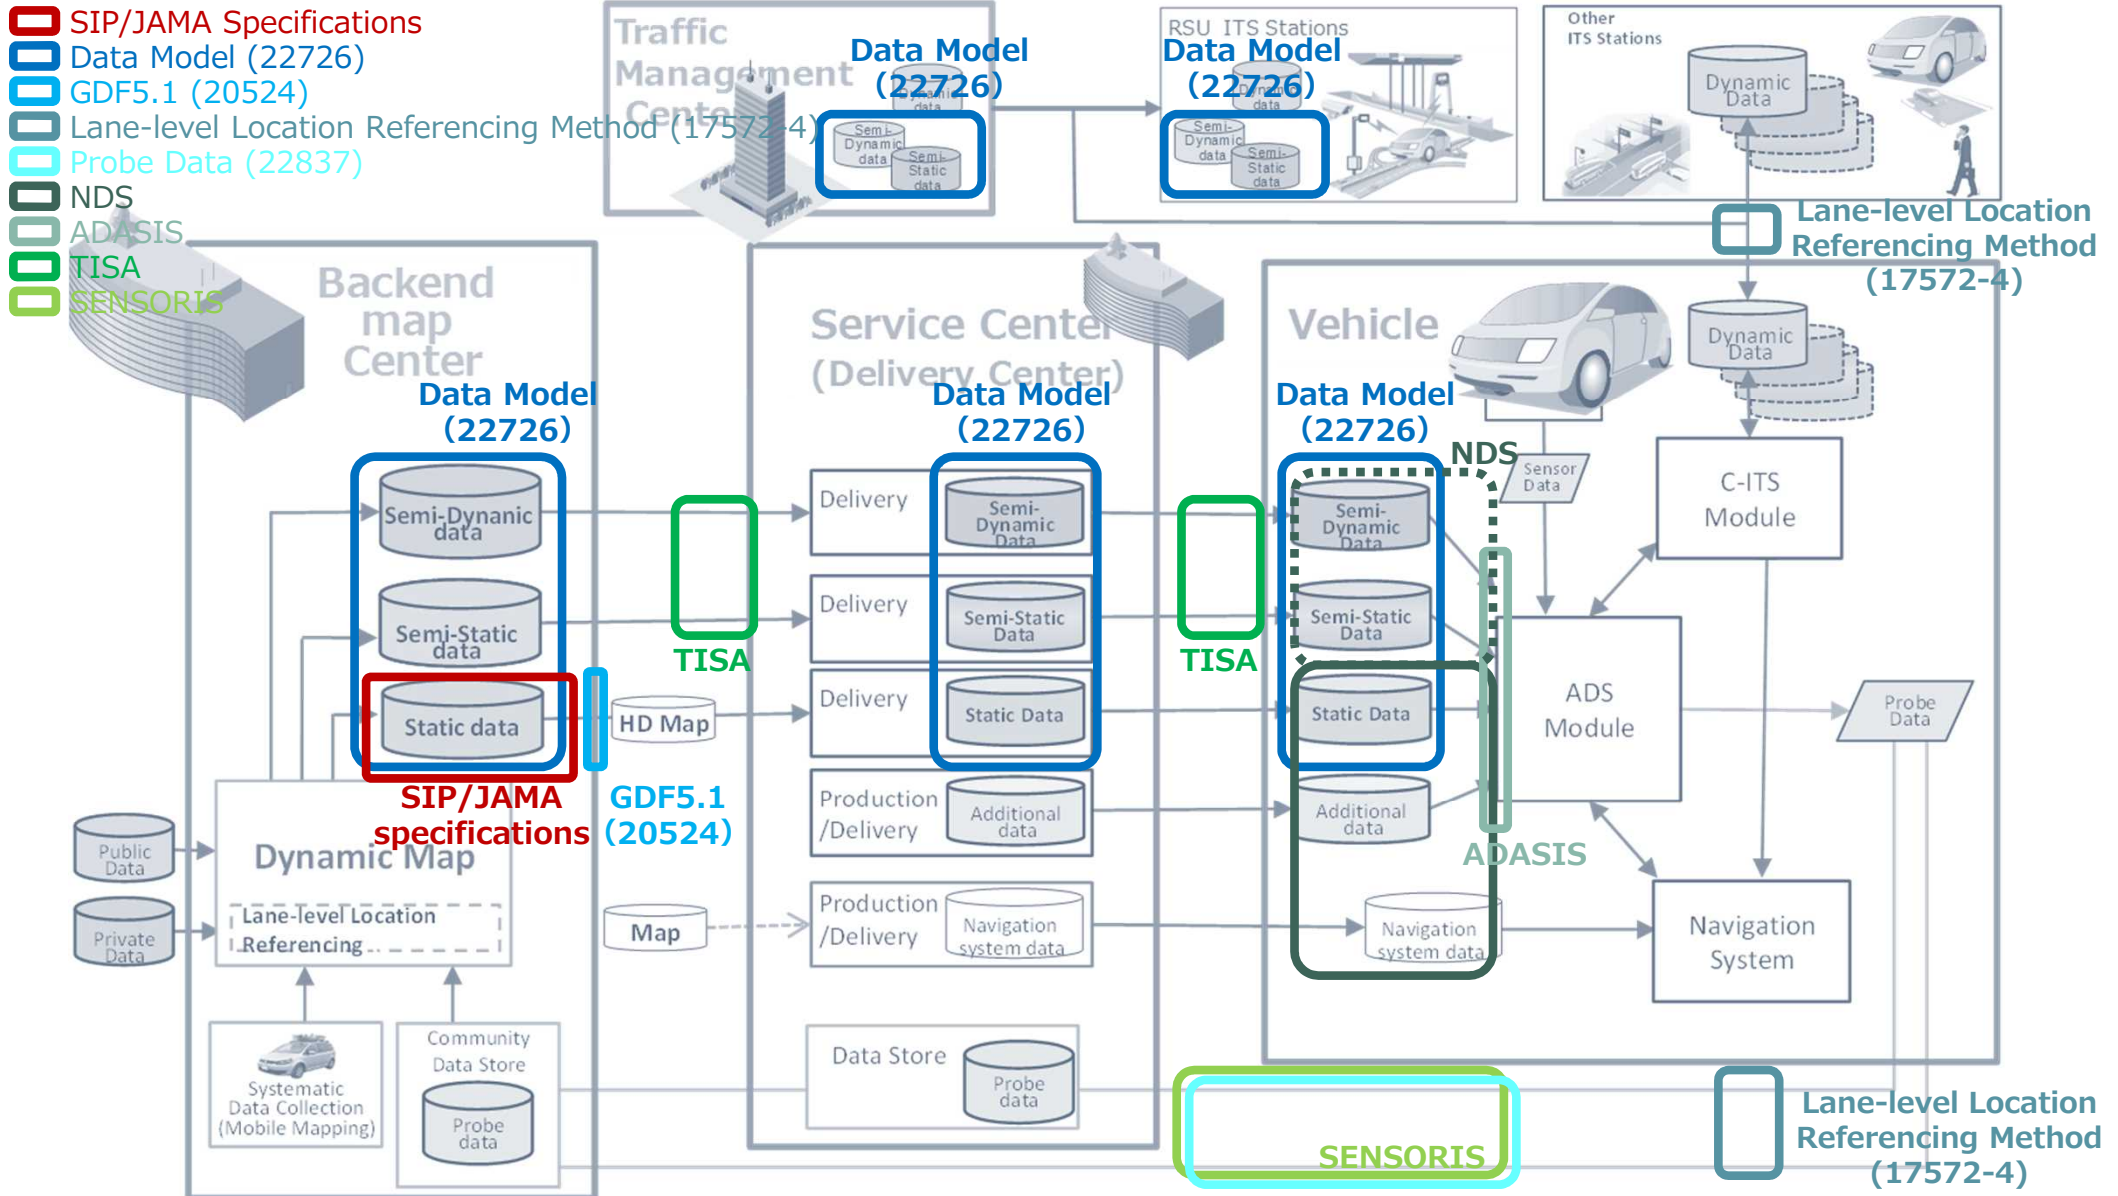 SIP/JAMA Specifications
Data Model (22726)
GDF5.1 (20524)
Lane-level Location Referencing Method (17572-4)
Probe Data (22837)
NDS
ADASIS
TISA
SENSORIS
Traffic
Management
Center
Data Model
(22726)
Dynamic
data
Semi-
Dynamic
data
Semi-
Static
data
RSU ITS Stations
Data Model
(22726)
Dynamic
data
Semi-
Dynamic
data
Semi-
Static
data
Other
ITS Stations
Dynamic
Data
Lane-level Location
Referencing Method
(17572-4)
Backend
map
Center
Data Model
(22726)
Semi-Dynanic
data
Semi-Static
data
Static data
SIP/JAMA
specifications
GDF5.1
(20524)
HD Map
TISA
Public
Data
Private
Data
Dynamic Map
Lane-level Location
Referencing
Map
Systematic
Data Collection
(Mobile Mapping)
Community
Data Store
Probe
data
Service Center
(Delivery Center)
Data Model
(22726)
Delivery
Semi-
Dynamic
Data
Delivery
Semi-Static
Data
Delivery
Static Data
Production
/Delivery
Additional
data
Production
/Delivery
Navigation
system data
Data Store
Probe
data
TISA
Vehicle
Data Model
(22726)
NDS
Semi-
Dynamic
Data
Semi-Static
Data
Static Data
Additional
data
ADASIS
Navigation
system data
Sensor
Data
Dynamic
Data
C-ITS
Module
ADS
Module
Navigation
System
Probe
Data
SENSORIS
Lane-level Location
Referencing Method
(17572-4)